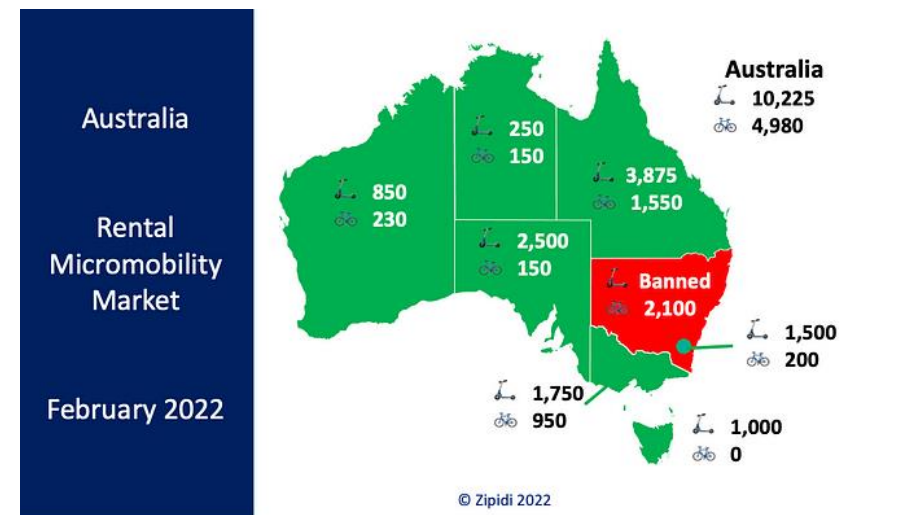 Australia
Rental
Micromobility
Market
February 2022
Australia
10,225
4,980
250
150
3,875
1,550
850
230
2,500
150
Banned
2,100
1,500
200
1,750
950
1,000
0
© Zipidi 2022